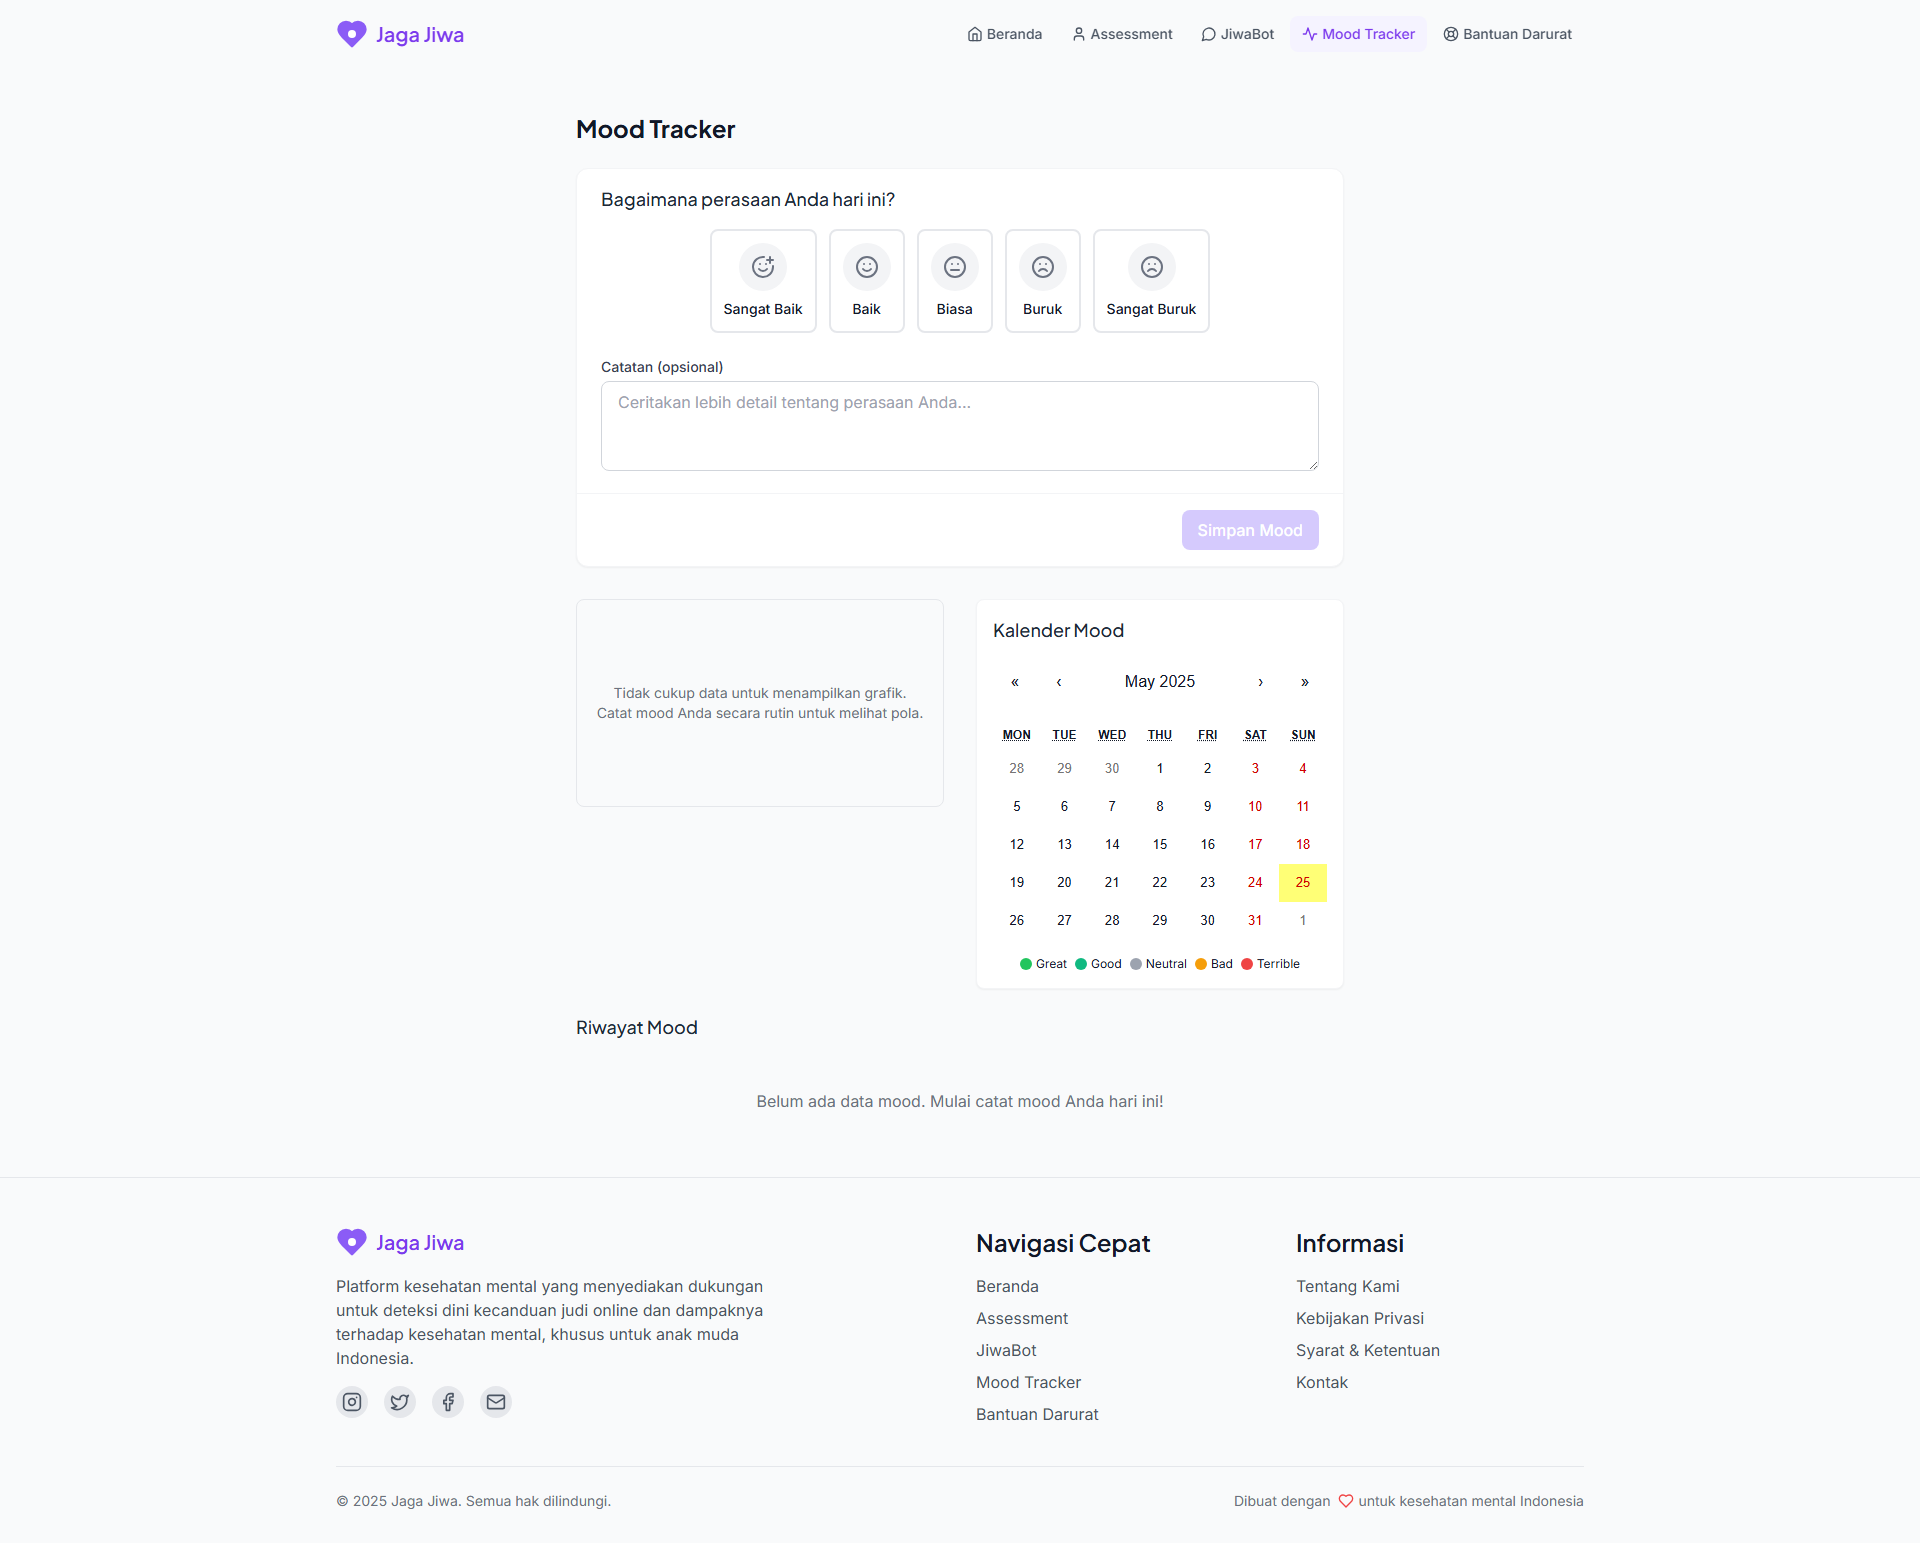 Jaga Jiwa
Beranda
Assessment
JiwaBot
Mood Tracker
Bantuan Darurat
Mood Tracker
Bagaimana perasaan Anda hari ini?
Sangat Baik
Baik
Biasa
Buruk
Sangat Buruk
Catatan (opsional)
Ceritakan lebih detail tentang perasaan Anda...
Simpan Mood
Tidak cukup data untuk menampilkan grafik.
Catat mood Anda secara rutin untuk melihat pola.
Kalender Mood
« ‹ May 2025 › »
MON TUE WED THU FRI SAT SUN
28 29 30 1 2 3 4
5 6 7 8 9 10 11
12 13 14 15 16 17 18
19 20 21 22 23 24 25
26 27 28 29 30 31 1
Great Good Neutral Bad Terrible
Riwayat Mood
Belum ada data mood. Mulai catat mood Anda hari ini!
Jaga Jiwa
Platform kesehatan mental yang menyediakan dukungan
untuk deteksi dini kecanduan judi online dan dampaknya
terhadap kesehatan mental, khusus untuk anak muda
Indonesia.
Navigasi Cepat
Beranda
Assessment
JiwaBot
Mood Tracker
Bantuan Darurat
Informasi
Tentang Kami
Kebijakan Privasi
Syarat & Ketentuan
Kontak
© 2025 Jaga Jiwa. Semua hak dilindungi.
Dibuat dengan untuk kesehatan mental Indonesia